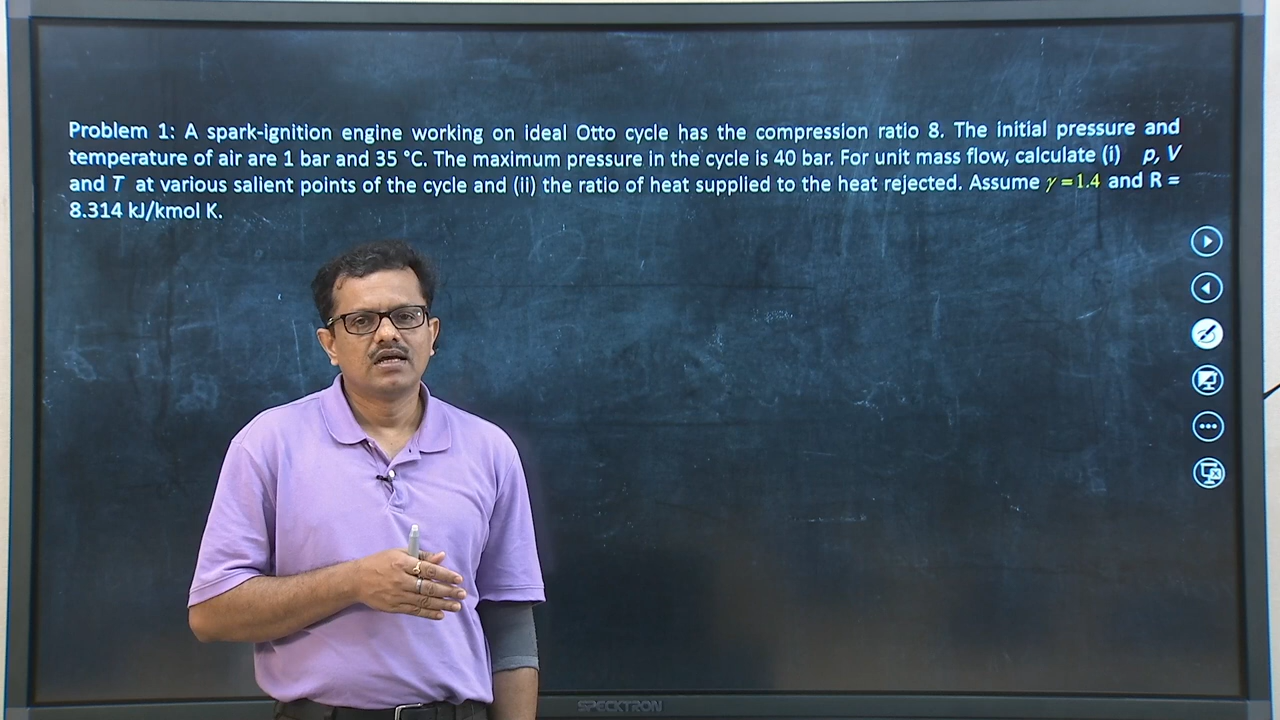 Problem 1: A spark-ignition engine working on ideal Otto cycle has the compression ratio 8. The initial pressure and
temperature of air are 1 bar and 35 °C. The maximum pressure in the cycle is 40 bar. For unit mass flow, calculate (i) p, V
and T at various salient points of the cycle and (ii) the ratio of heat supplied to the heat rejected. Assume γ = 1.4 and R =
8.314 kJ/kmol K.
SPECKTRON